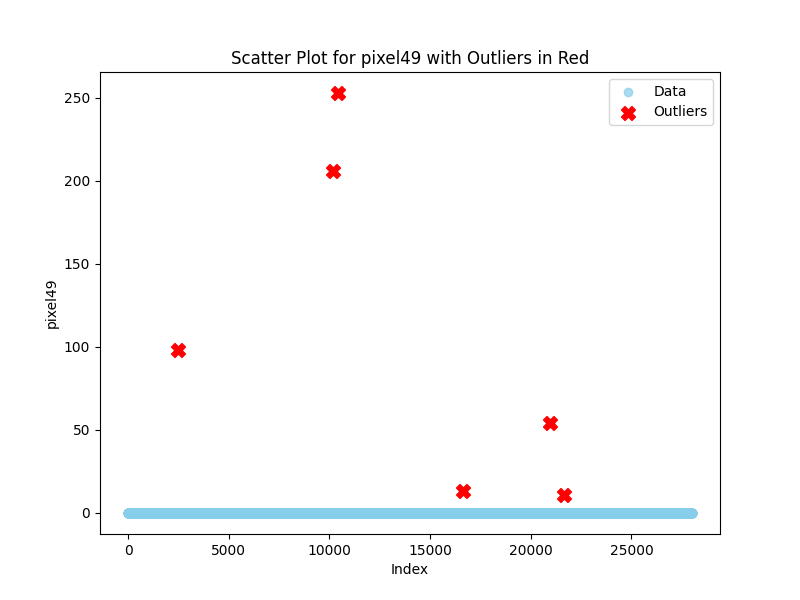 Scatter Plot for pixel49 with Outliers in Red
Data
Outliers
250
200
150
100
50
0
pixel49
0 5000 10000 15000 20000 25000
Index